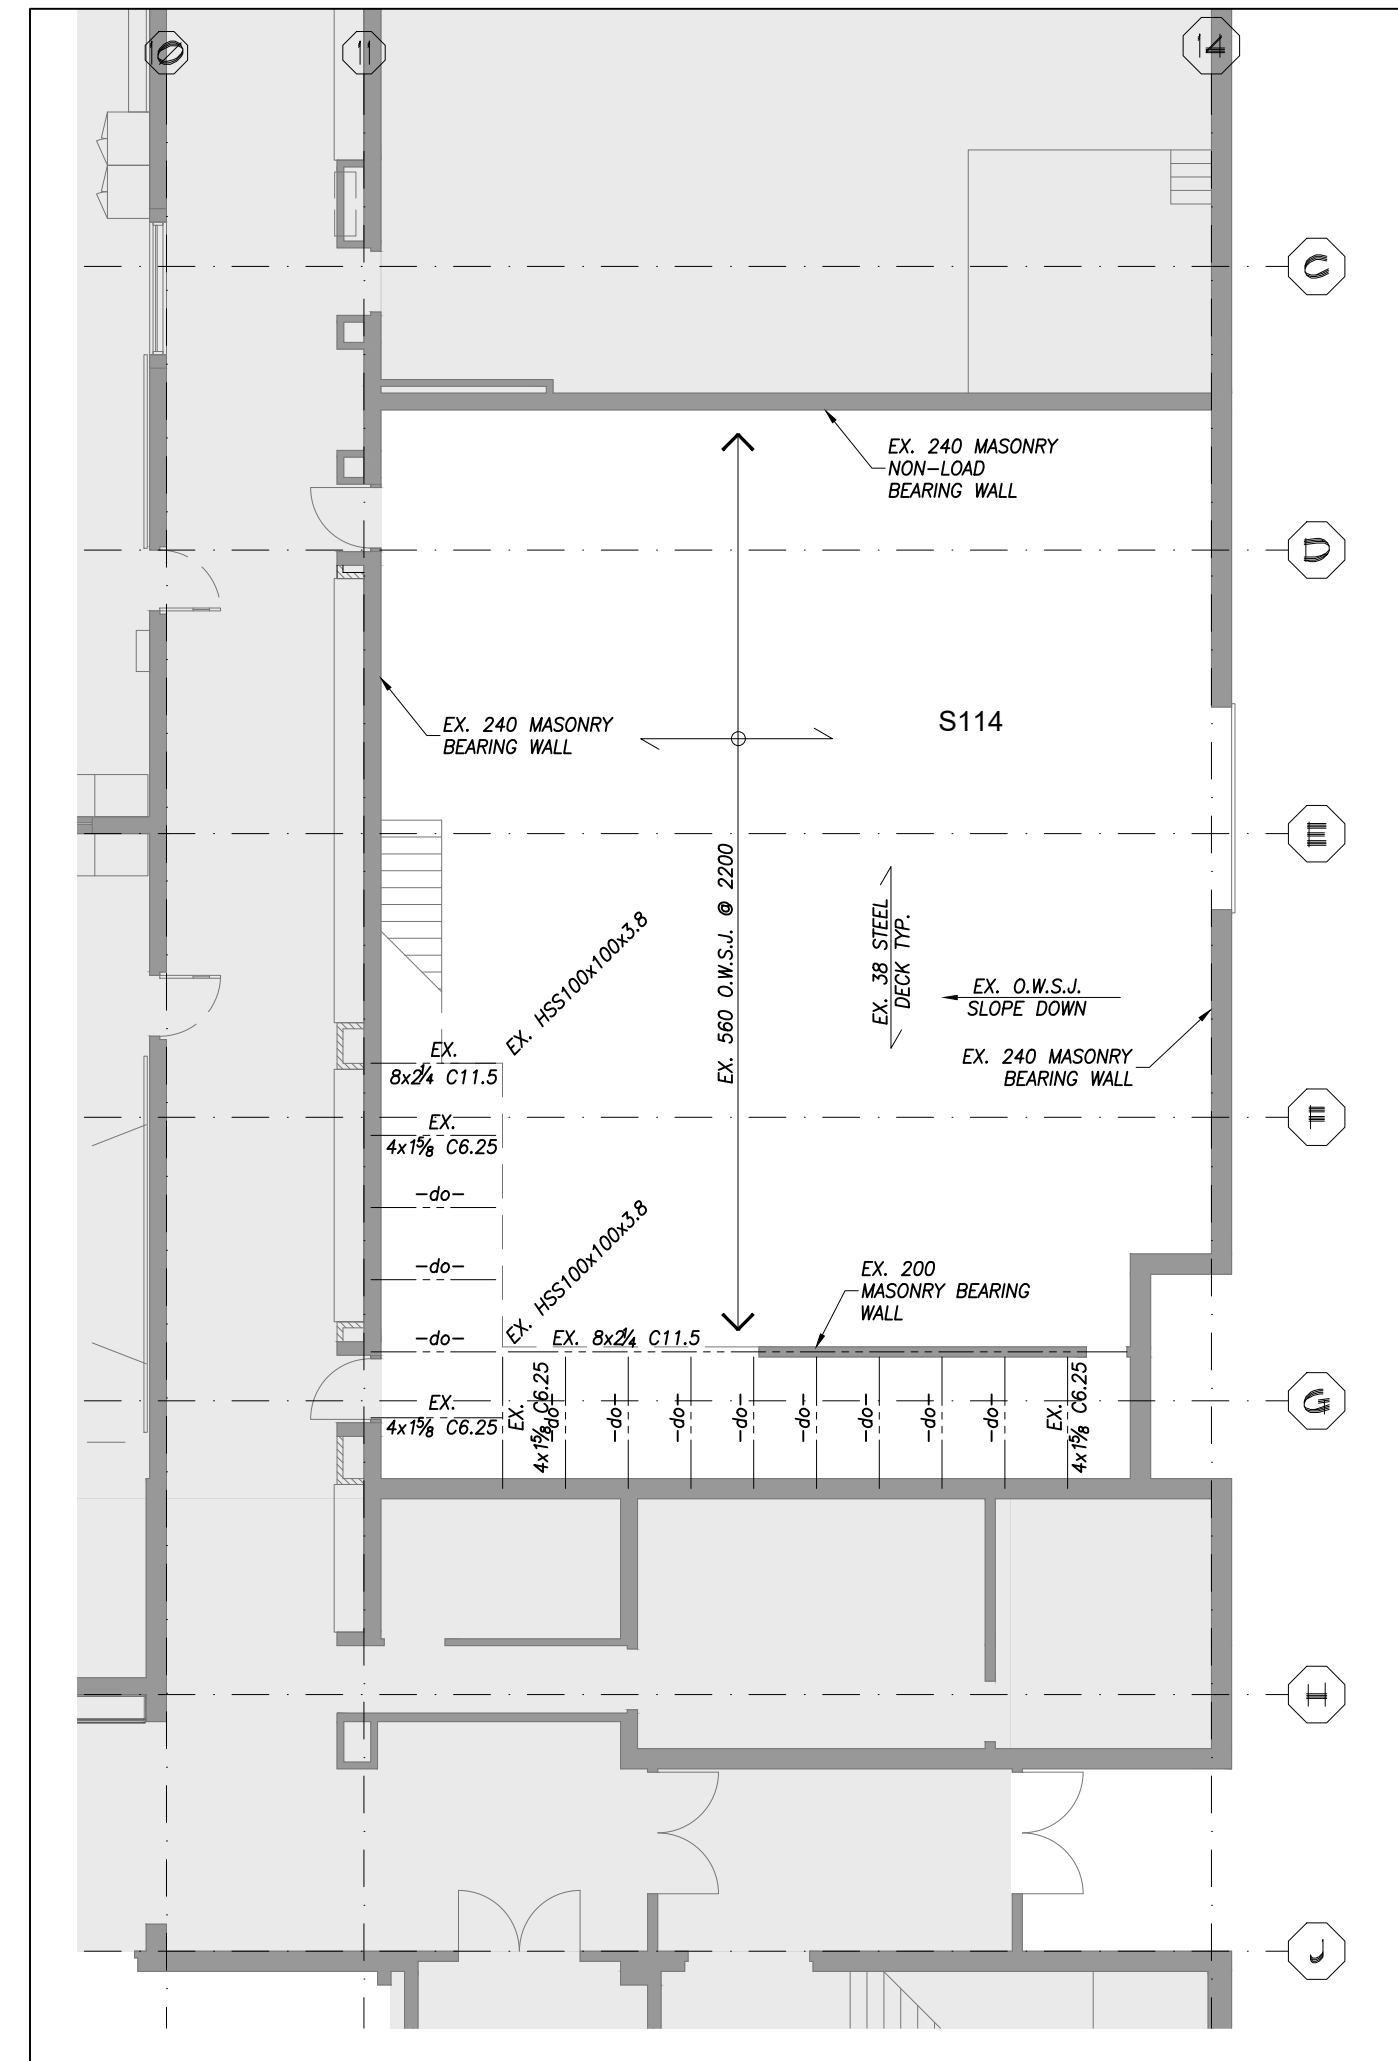 10
11
14
C
EX. 240 MASONRY
NON-LOAD
BEARING WALL
D
S114
EX. 240 MASONRY
BEARING WALL
E
EX. 560 O.W.S.J. @ 2200
EX. 38 STEEL
DECK TYP.
EX. HSS100x100x3.8
EX. O.W.S.J.
SLOPE DOWN
EX. 240 MASONRY
BEARING WALL
EX.
8x2¼ C11.5
F
EX.
4x1⅝ C6.25
-do-
-do-
EX. HSS100x100x3.8
EX. 200
MASONRY BEARING
WALL
-do-
EX. 8x2¼ C11.5
G
EX.
4x1⅝ C6.25
EX.
4x1⅝ C6.25
-do-
-do-
-do-
-do-
-do-
-do-
-do-
-do-
EX.
4x1⅝ C6.25
H
J